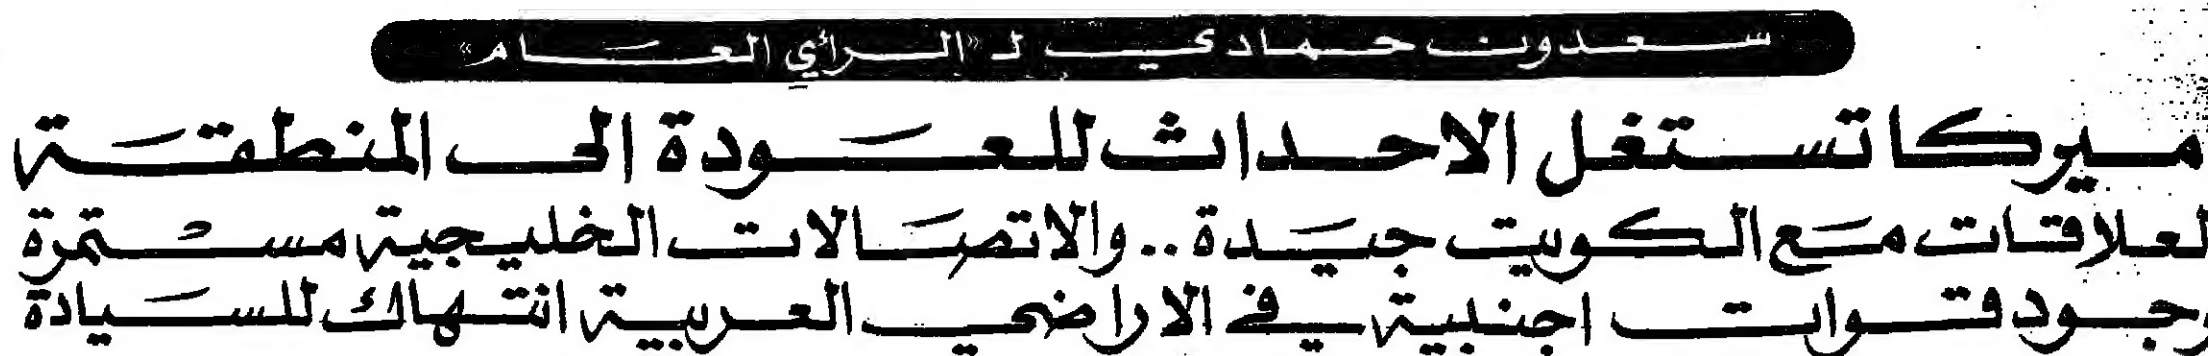 سعدون حمادي لـ «الرأي العام»
ميركا تستغل الاحداث للعودة الى المنطقة
لعلاقات مع الكويت جيدة .. والاتصالات الخليجية مستمرة
وجود قوات اجنبية في الاراضي العربية انتهاك للسيادة